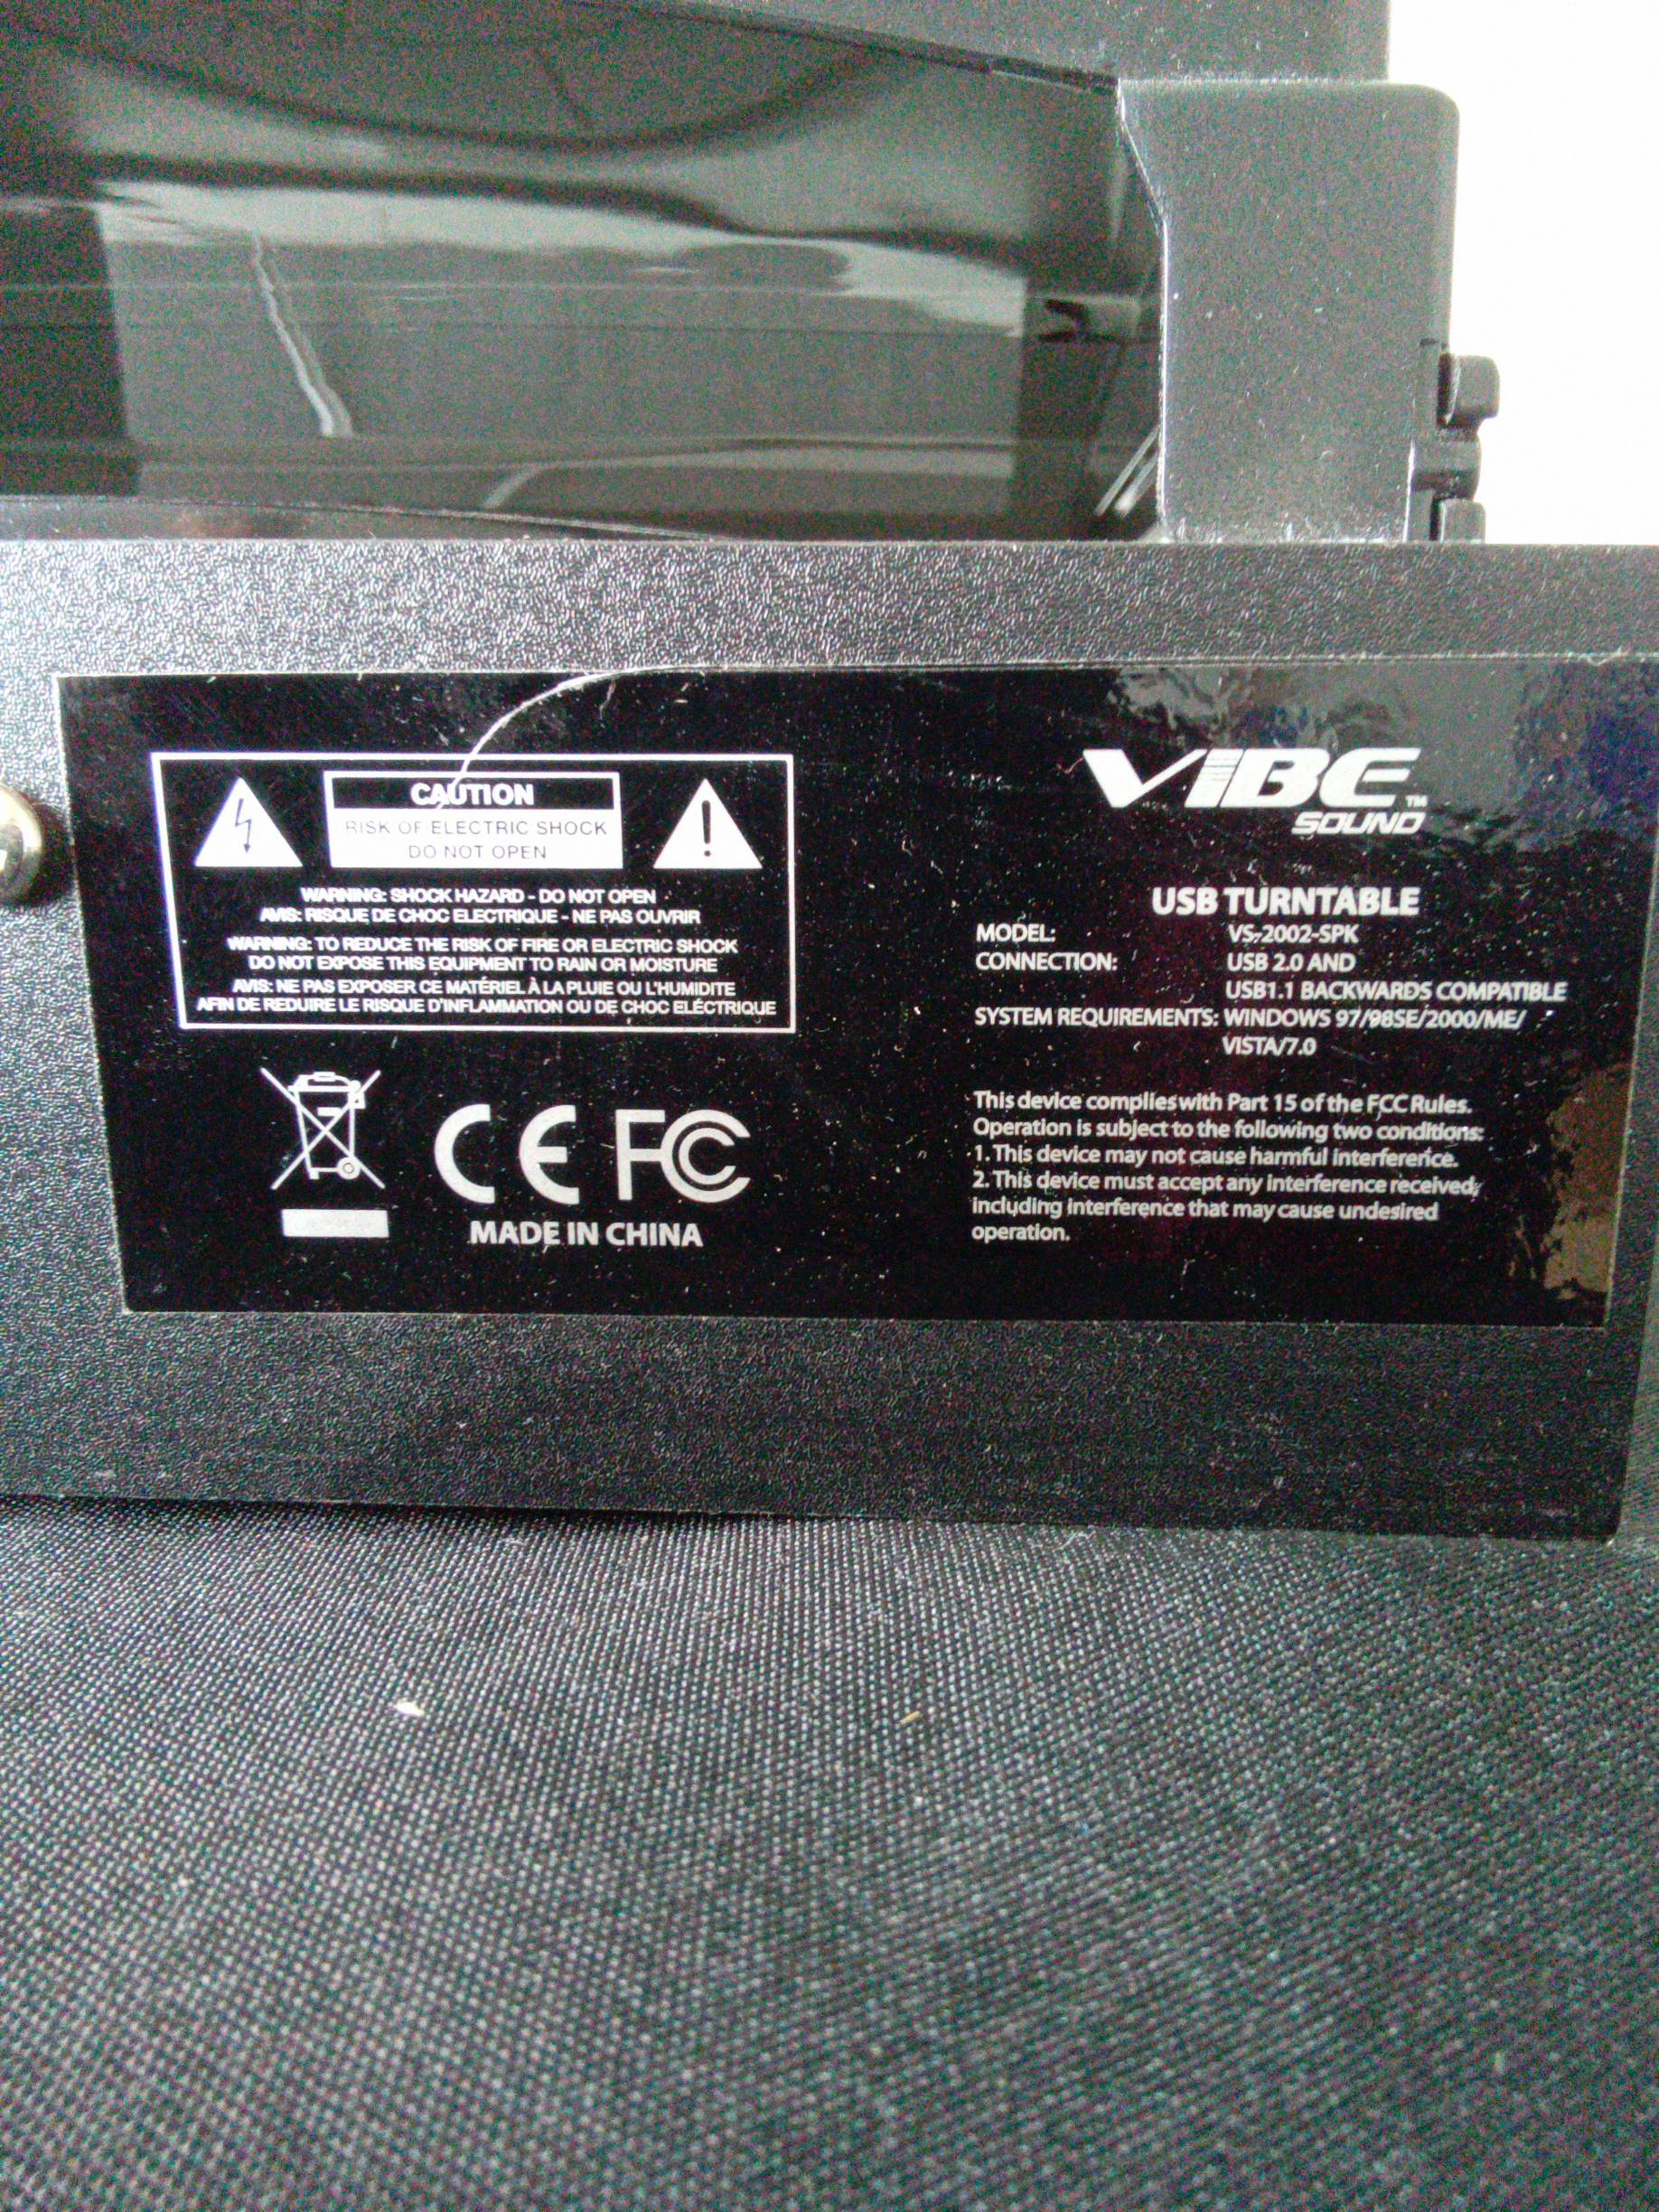 CAUTION
RISK OF ELECTRIC SHOCK
DO NOT OPEN
WARNING: SHOCK HAZARD - DO NOT OPEN
AVIS: RISQUE DE CHOC ELECTRIQUE - NE PAS OUVRIR
WARNING: TO REDUCE THE RISK OF FIRE OR ELECTRIC SHOCK
DO NOT EXPOSE THIS EQUIPMENT TO RAIN OR MOISTURE
AVIS: NE PAS EXPOSER CE MATÉRIEL À LA PLUIE OU L'HUMIDITE
AFIN DE REDUIRE LE RISQUE D'INFLAMMATION OU DE CHOC ELÉCTRIQUE
CE FC
MADE IN CHINA
VIBE TM
SOUND
USB TURNTABLE
MODEL: VS-2002-SPK
CONNECTION: USB 2.0 AND
USB1.1 BACKWARDS COMPATIBLE
SYSTEM REQUIREMENTS: WINDOWS 97/98SE/2000/ME/
VISTA/7.0
This device complies with Part 15 of the FCC Rules.
Operation is subject to the following two conditions:
1. This device may not cause harmful interference.
2. This device must accept any interference received,
including interference that may cause undesired
operation.